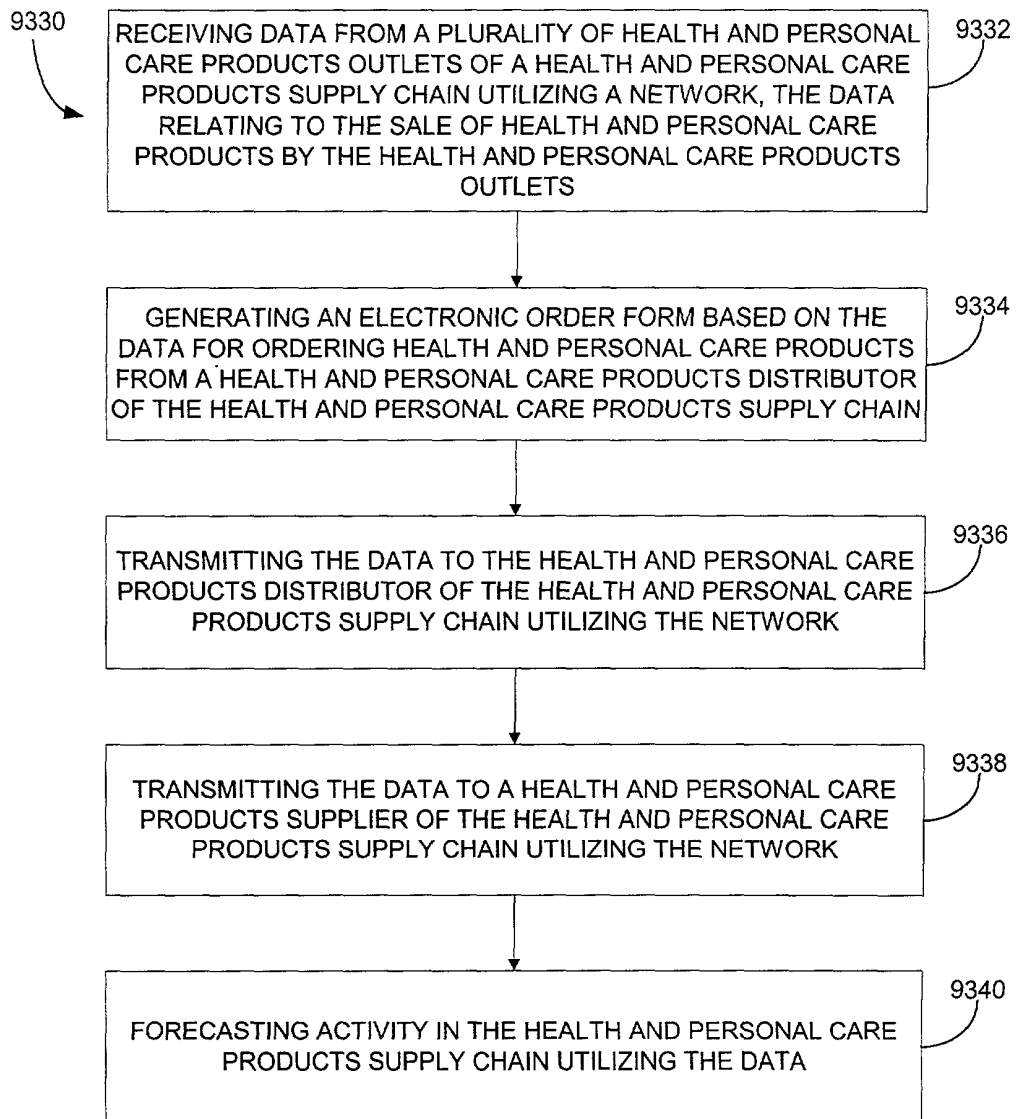 9330
RECEIVING DATA FROM A PLURALITY OF HEALTH AND PERSONAL
CARE PRODUCTS OUTLETS OF A HEALTH AND PERSONAL CARE
PRODUCTS SUPPLY CHAIN UTILIZING A NETWORK, THE DATA
RELATING TO THE SALE OF HEALTH AND PERSONAL CARE
PRODUCTS BY THE HEALTH AND PERSONAL CARE PRODUCTS
OUTLETS
9332
GENERATING AN ELECTRONIC ORDER FORM BASED ON THE
DATA FOR ORDERING HEALTH AND PERSONAL CARE PRODUCTS
FROM A HEALTH AND PERSONAL CARE PRODUCTS DISTRIBUTOR
OF THE HEALTH AND PERSONAL CARE PRODUCTS SUPPLY CHAIN
9334
TRANSMITTING THE DATA TO THE HEALTH AND PERSONAL CARE
PRODUCTS DISTRIBUTOR OF THE HEALTH AND PERSONAL CARE
PRODUCTS SUPPLY CHAIN UTILIZING THE NETWORK
9336
TRANSMITTING THE DATA TO A HEALTH AND PERSONAL CARE
PRODUCTS SUPPLIER OF THE HEALTH AND PERSONAL CARE
PRODUCTS SUPPLY CHAIN UTILIZING THE NETWORK
9338
FORECASTING ACTIVITY IN THE HEALTH AND PERSONAL CARE
PRODUCTS SUPPLY CHAIN UTILIZING THE DATA
9340